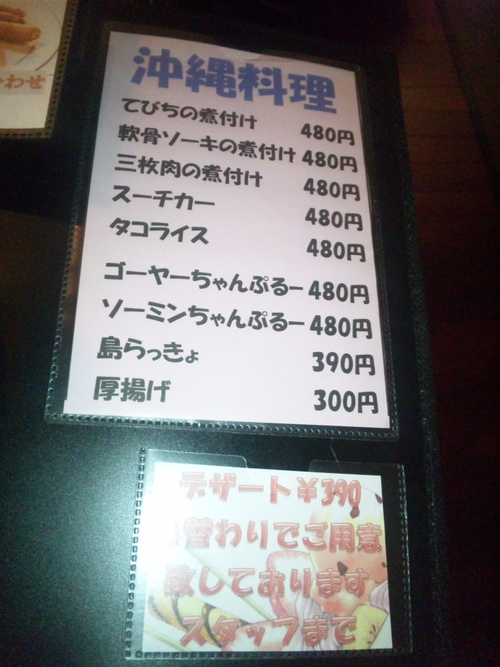 わせ
沖縄料理
てびちの煮付け 480円
軟骨ソーキの煮付け 480円
三枚肉の煮付け 480円
スーチカー 480円
タコライス 480円
ゴーヤーちゃんぷるー 480円
ソーミンちゃんぷるー 480円
島らっきょ 390円
厚揚げ 300円
デザート¥390
替わりでご用意
致しております
スタッフまで